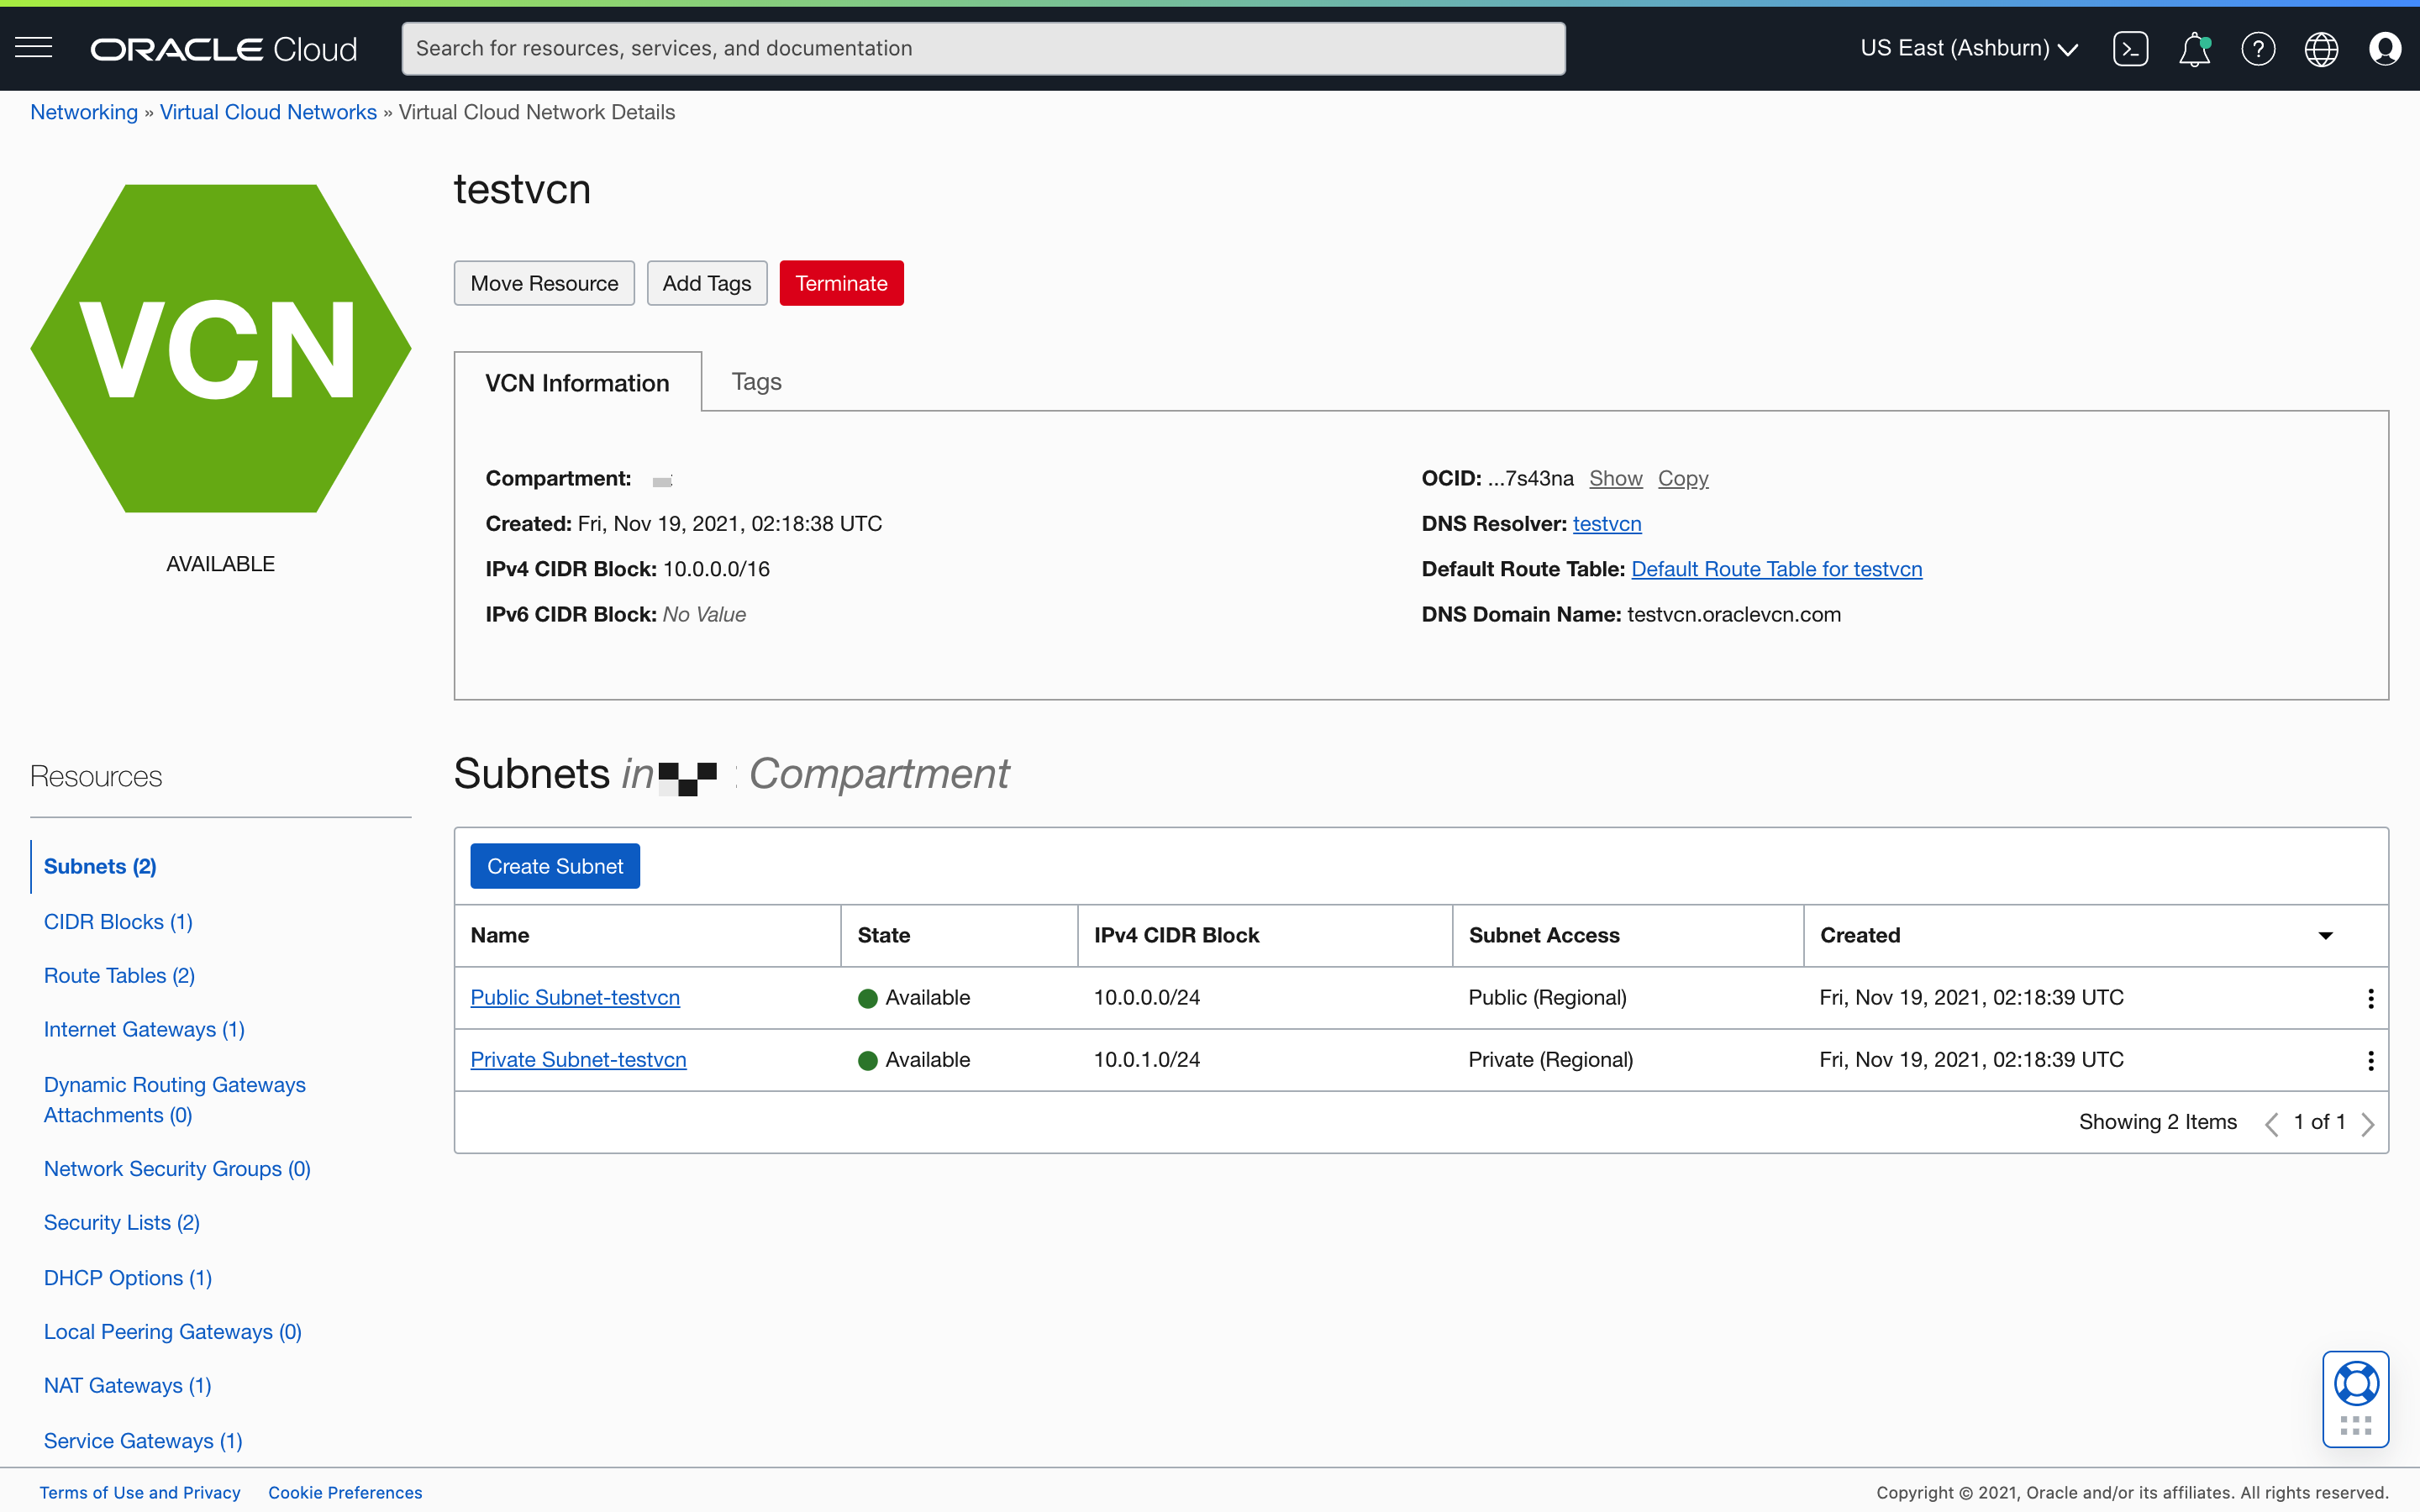 ORACLE Cloud
Search for resources, services, and documentation
US East (Ashburn)
Networking » Virtual Cloud Networks » Virtual Cloud Network Details
VCN
AVAILABLE
testvcn
Move Resource Add Tags Terminate
VCN Information Tags
Compartment:
Created: Fri, Nov 19, 2021, 02:18:38 UTC
IPv4 CIDR Block: 10.0.0.0/16
IPv6 CIDR Block: No Value
OCID: ...7s43na Show Copy
DNS Resolver: testvcn
Default Route Table: Default Route Table for testvcn
DNS Domain Name: testvcn.oraclevcn.com
Resources
Subnets (2)
CIDR Blocks (1)
Route Tables (2)
Internet Gateways (1)
Dynamic Routing Gateways
Attachments (0)
Network Security Groups (0)
Security Lists (2)
DHCP Options (1)
Local Peering Gateways (0)
NAT Gateways (1)
Service Gateways (1)
Subnets in Compartment
Create Subnet
Name State IPv4 CIDR Block Subnet Access Created
Public Subnet-testvcn Available 10.0.0.0/24 Public (Regional) Fri, Nov 19, 2021, 02:18:39 UTC
Private Subnet-testvcn Available 10.0.1.0/24 Private (Regional) Fri, Nov 19, 2021, 02:18:39 UTC
Showing 2 Items 1 of 1
Terms of Use and Privacy Cookie Preferences
Copyright © 2021, Oracle and/or its affiliates. All rights reserved.